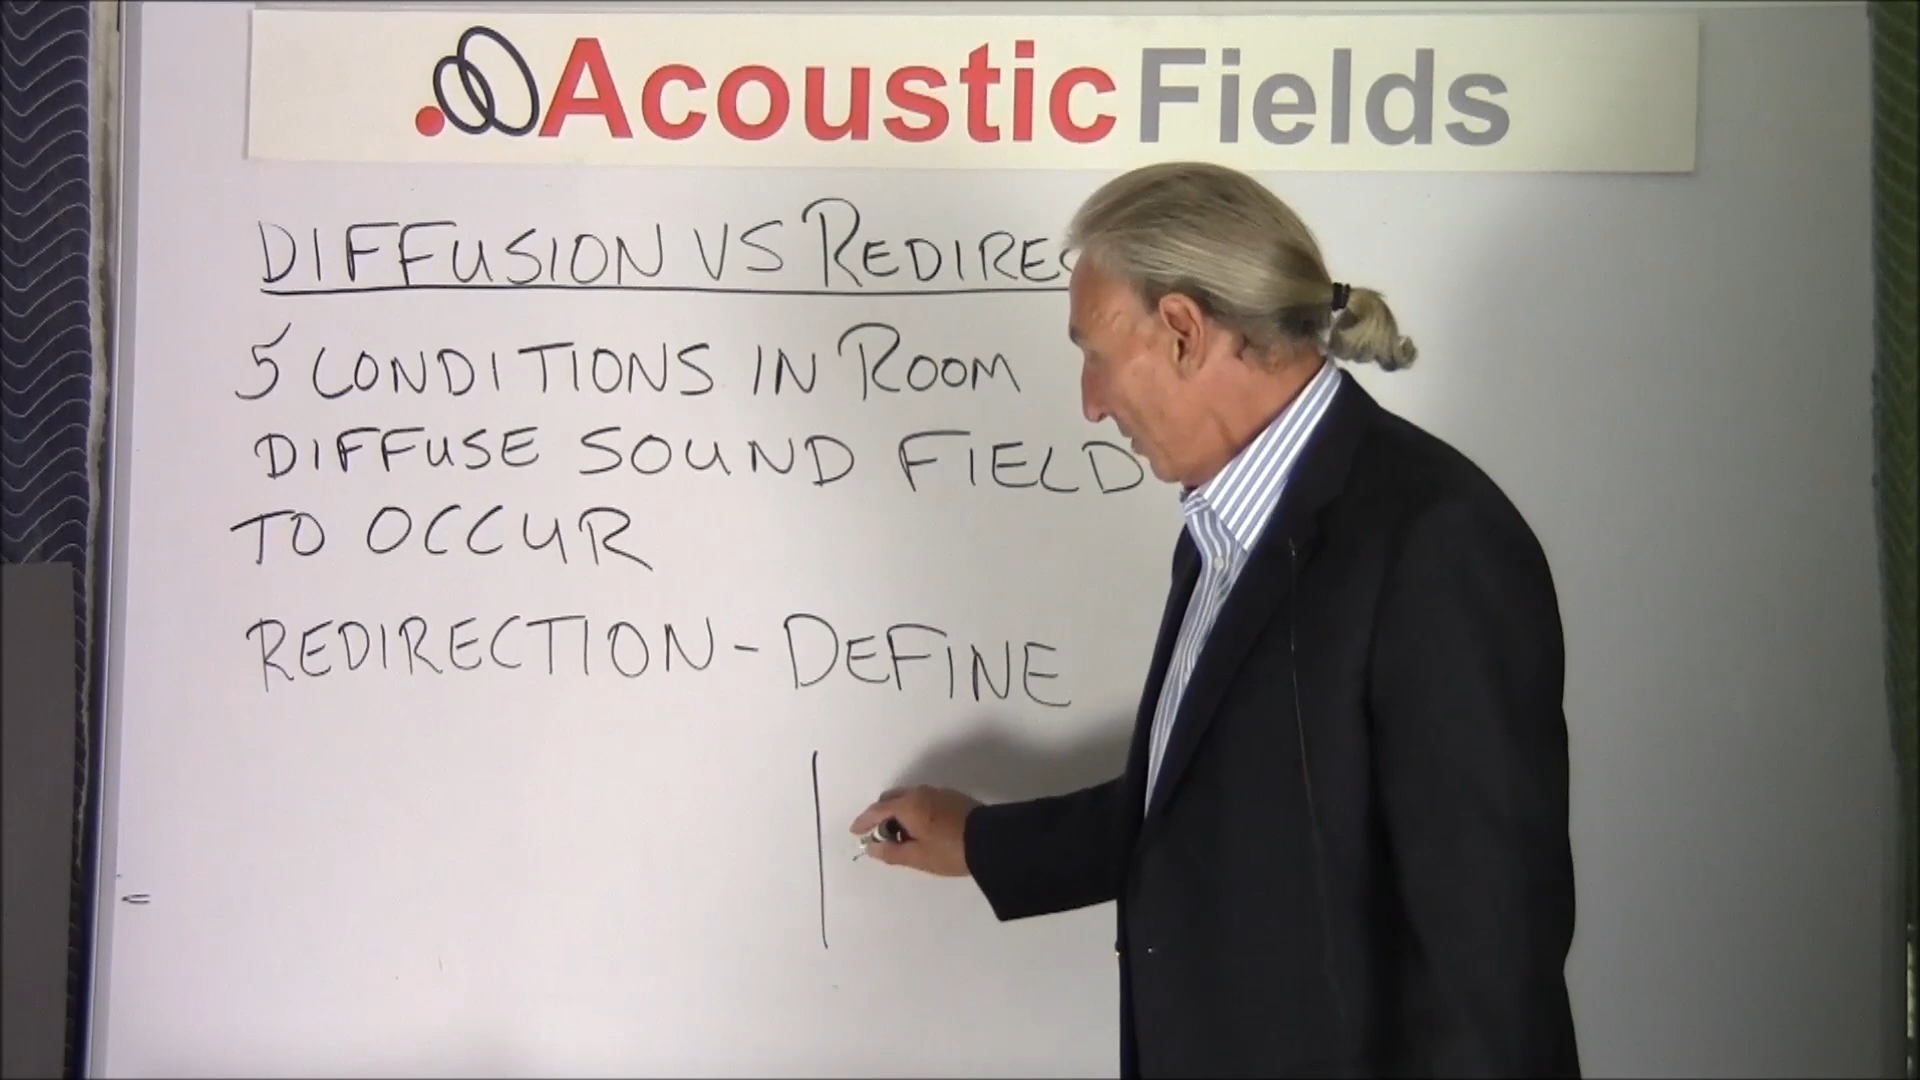 AcousticFields
DIFFUSION VS REDIREC
5 CONDITIONS IN ROOM
DIFFUSE SOUND FIELD
TO OCCUR
REDIRECTION - DEFINE